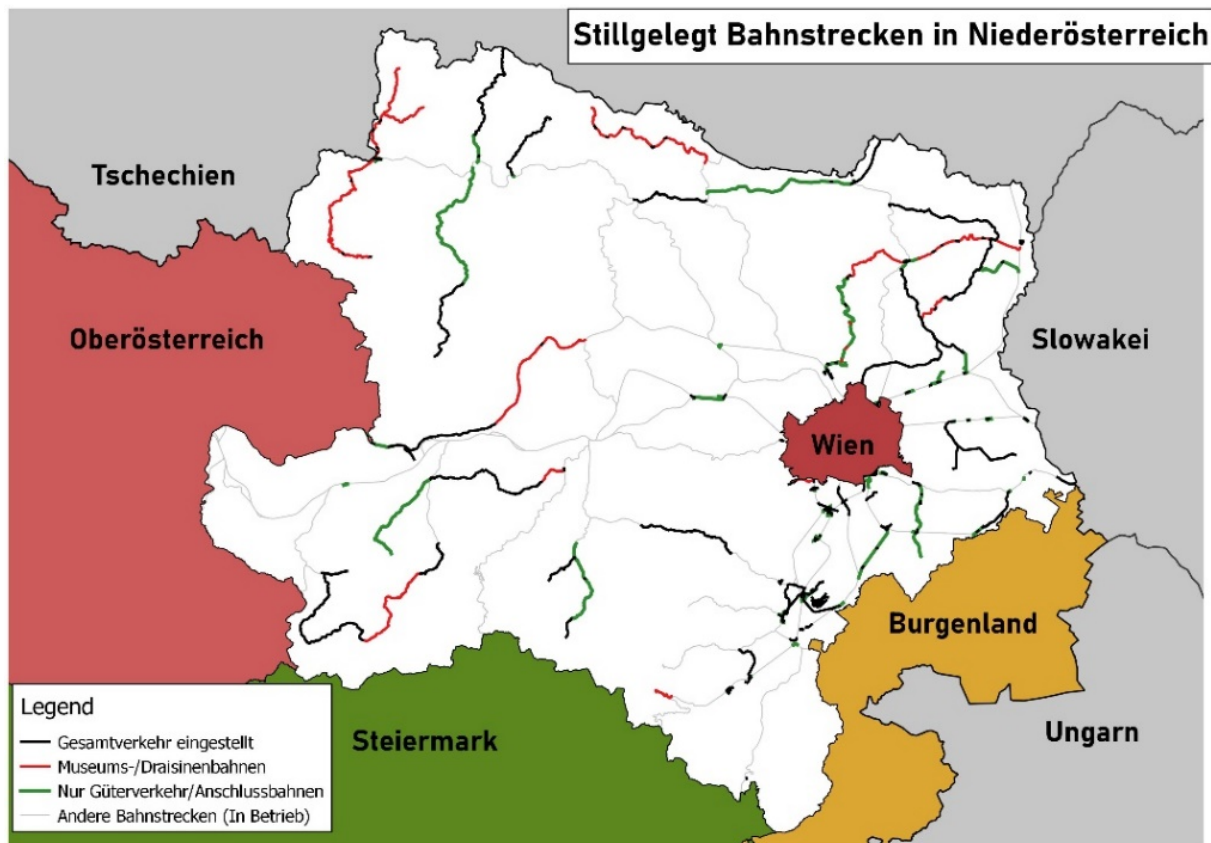 Stillgelegt Bahnstrecken in Niederösterreich
Tschechien
Oberösterreich
Slowakei
Wien
Burgenland
Ungarn
Steiermark
Legend
Gesamtverkehr eingestellt
Museums-/Draisinenbahnen
Nur Güterverkehr/Anschlussbahnen
Andere Bahnstrecken (In Betrieb)